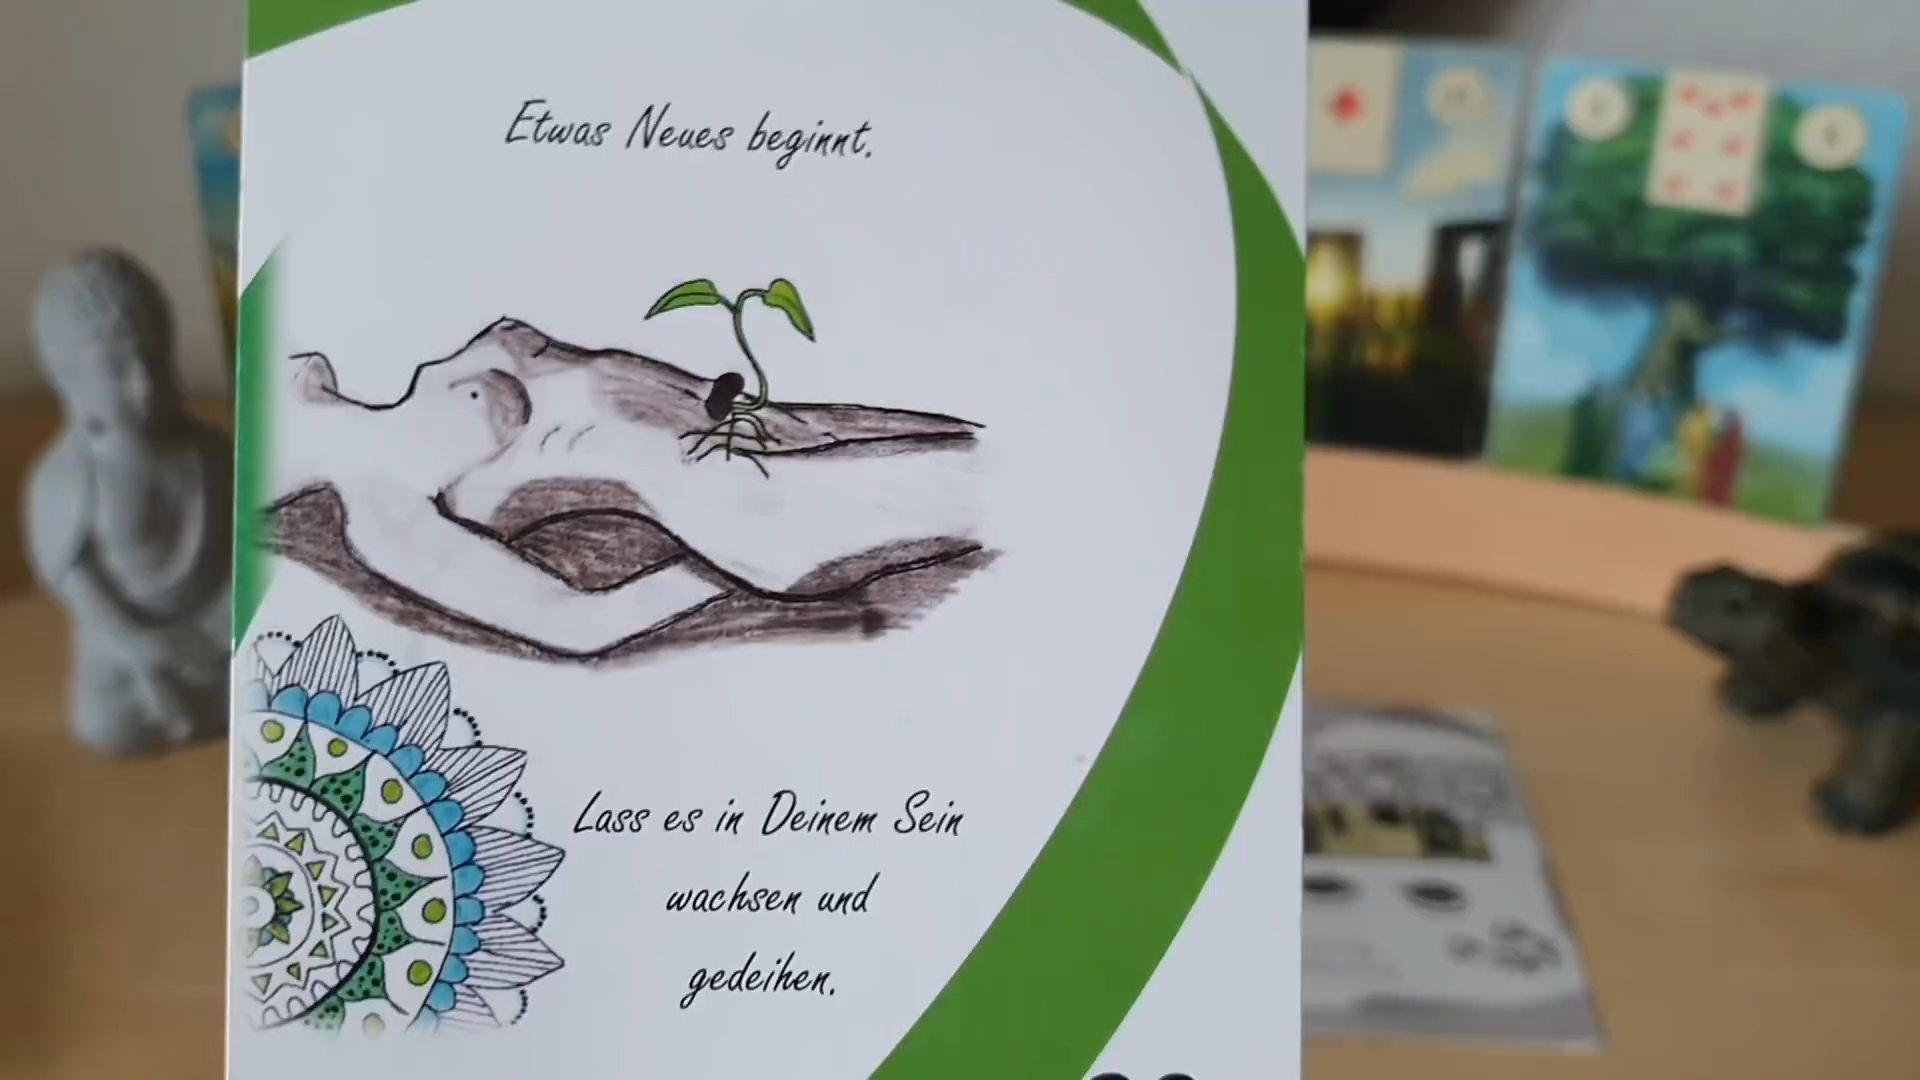 Etwas Neues beginnt.
Lass es in Deinem Sein
wachsen und
gedeihen.